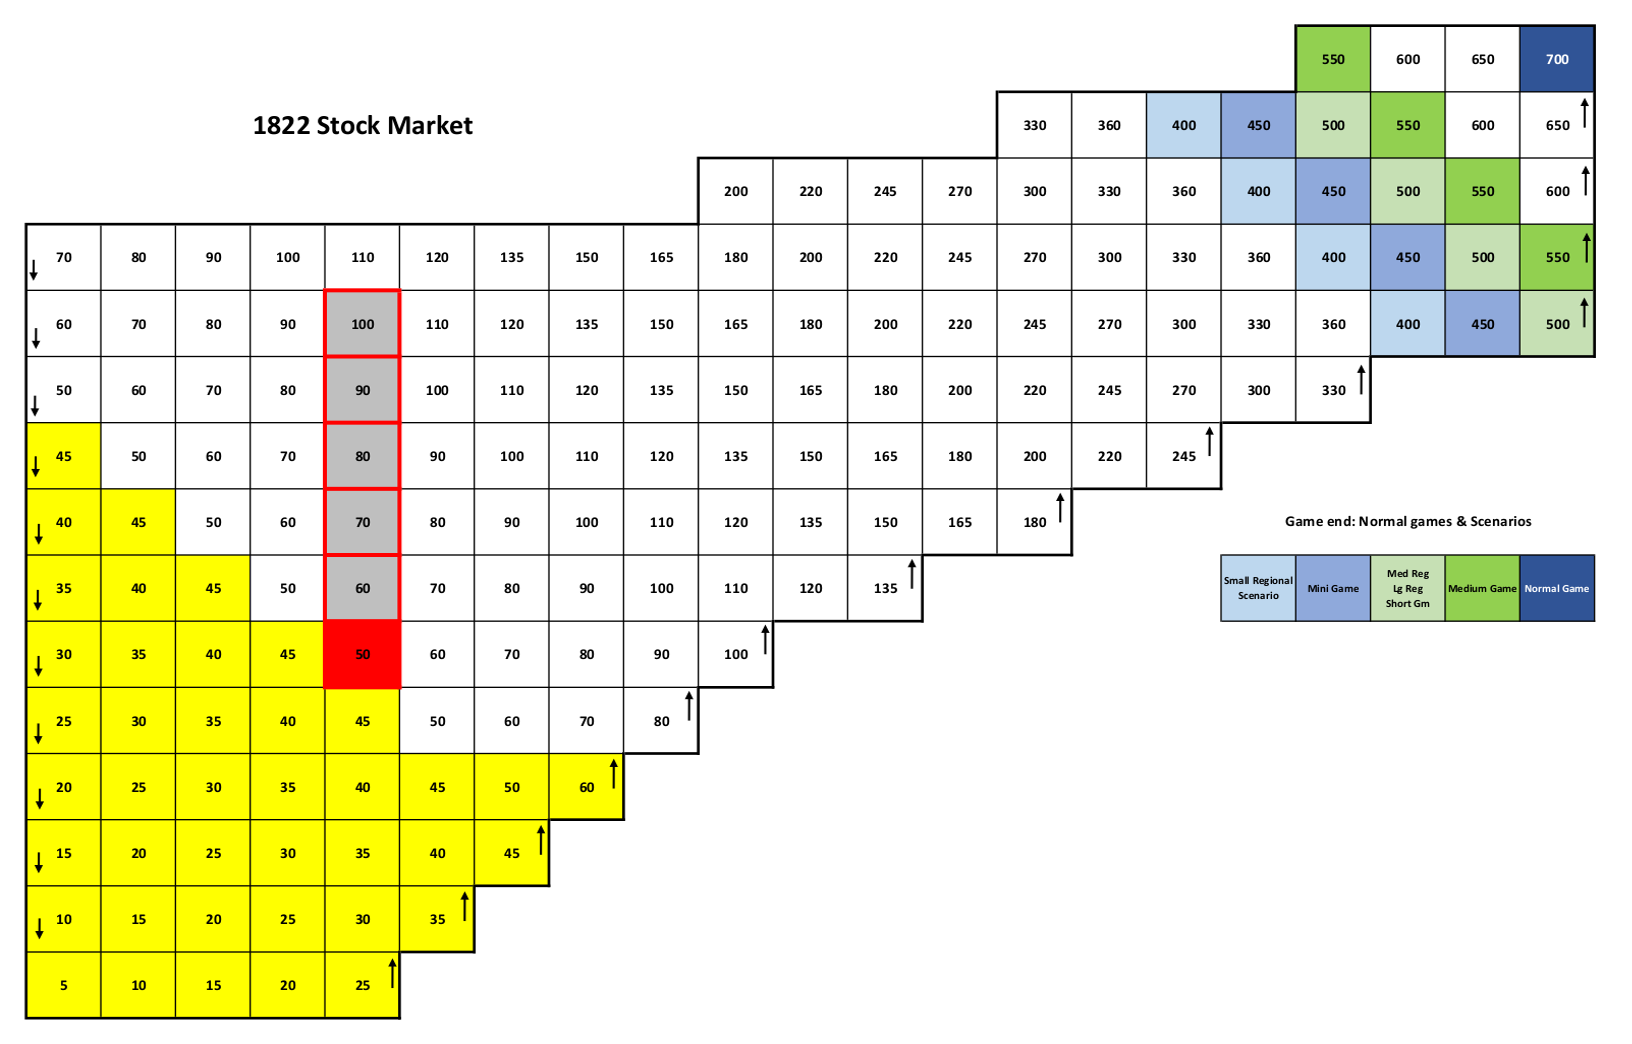 550 600 650 700
1822 Stock Market
330 360 400 450 500 550 600 650
200 220 245 270 300 330 360 400 450 500 550 600
70 80 90 100 110 120 135 150 165 180 200 220 245 270 300 330 360 400 450 500 550
60 70 80 90 100 110 120 135 150 165 180 200 220 245 270 300 330 360 400 450 500
50 60 70 80 90 100 110 120 135 150 165 180 200 220 245 270 300 330
45 50 60 70 80 90 100 110 120 135 150 165 180 200 220 245
40 45 50 60 70 80 90 100 110 120 135 150 165 180
Game end: Normal games & Scenarios
35 40 45 50 60 70 80 90 100 110 120 135
Small Regional
Scenario
Mini Game
Med Reg
Lg Reg
Short Gm
Medium Game
Normal Game
30 35 40 45 50 60 70 80 90 100
25 30 35 40 45 50 60 70 80
20 25 30 35 40 45 50 60
15 20 25 30 35 40 45
10 15 20 25 30 35
5 10 15 20 25